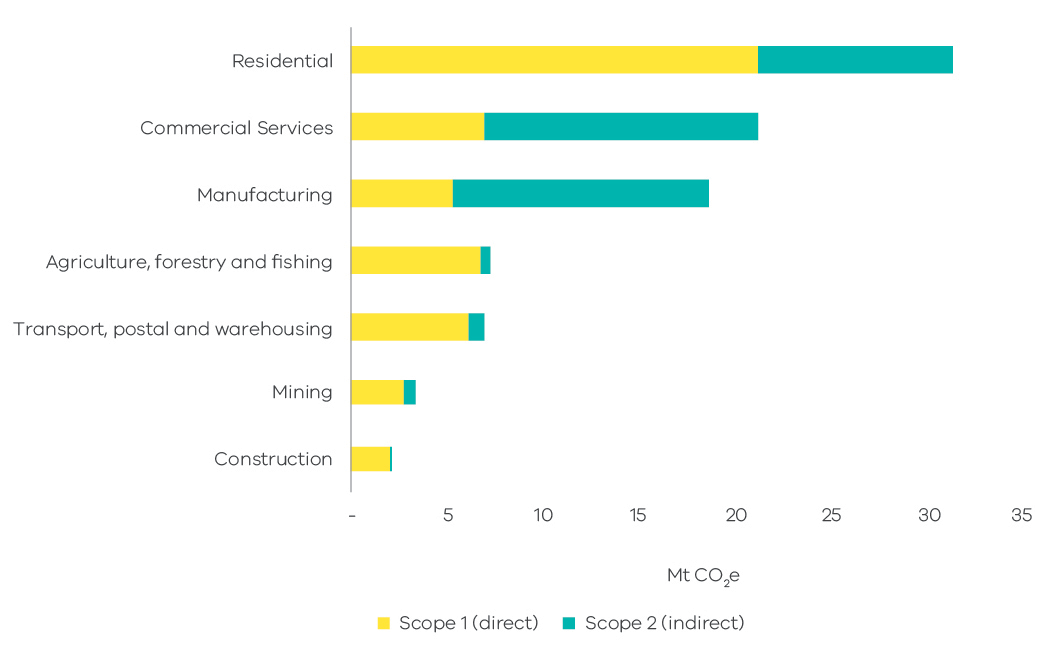 Residential
Commercial Services
Manufacturing
Agriculture, forestry and fishing
Transport, postal and warehousing
Mining
Construction
- 5 10 15 20 25 30 35
Mt CO₂e
Scope 1 (direct) Scope 2 (indirect)